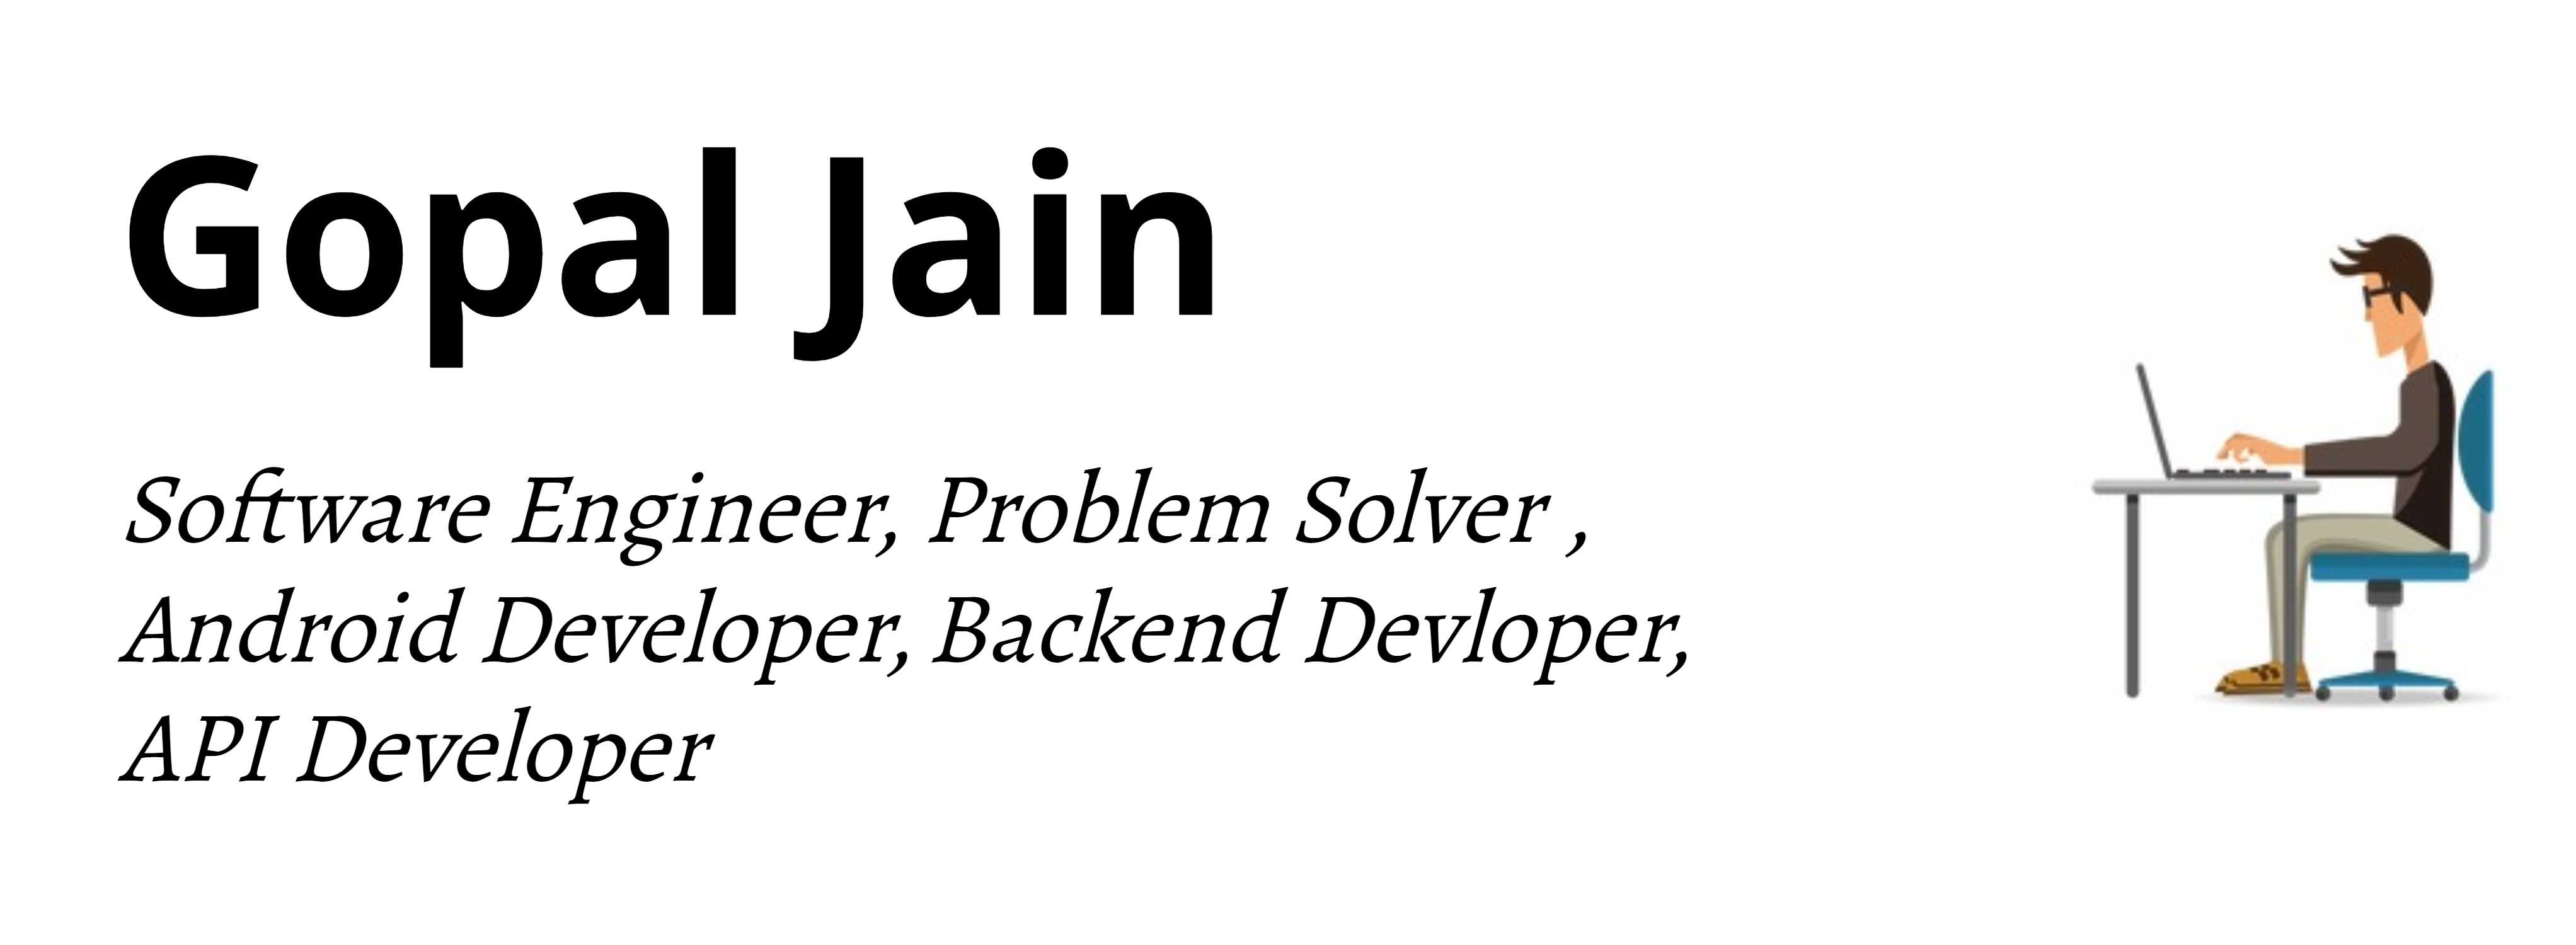 Gopal Jain
Software Engineer, Problem Solver ,
Android Developer, Backend Devloper,
API Developer